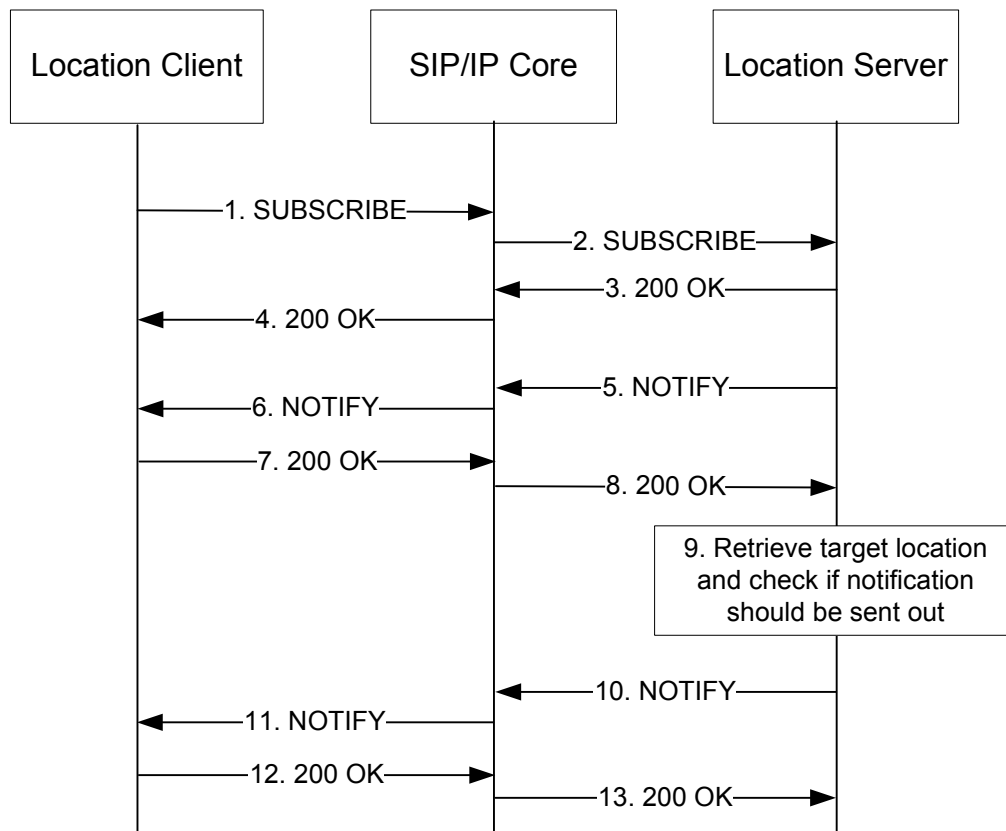 Location Client
SIP/IP Core
Location Server
1. SUBSCRIBE
2. SUBSCRIBE
3. 200 OK
4. 200 OK
5. NOTIFY
6. NOTIFY
7. 200 OK
8. 200 OK
9. Retrieve target location
and check if notification
should be sent out
10. NOTIFY
11. NOTIFY
12. 200 OK
13. 200 OK